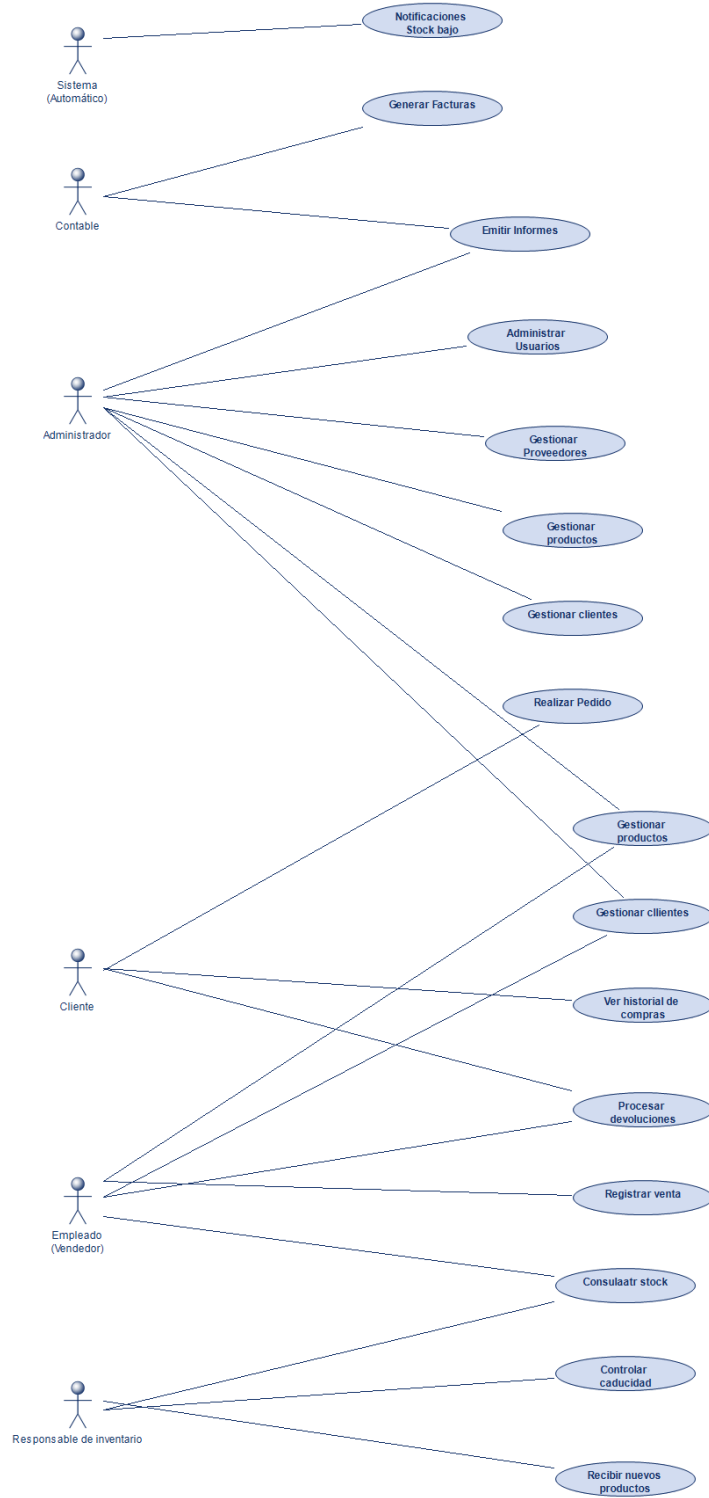 Notificaciones
Stock bajo
Sistema
(Automático)
Generar Facturas
Contable
Emitir Informes
Administrar
Usuarios
Administrador
Gestionar
Proveedores
Gestionar
productos
Gestionar clientes
Realizar Pedido
Gestionar
productos
Gestionar cllientes
Cliente
Ver historial de
compras
Procesar
devoluciones
Registrar venta
Empleado
(Vendedor)
Consulaatr stock
Controlar
caducidad
Responsable de inventario
Recibir nuevos
productos